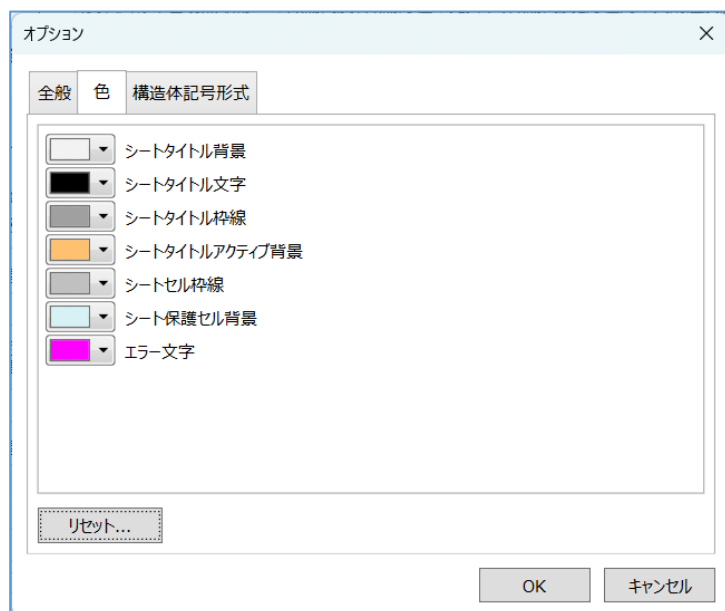 オプション
全般 色 構造体記号形式
シートタイトル背景
シートタイトル文字
シートタイトル枠線
シートタイトルアクティブ背景
シートセル枠線
シート保護セル背景
エラー文字
リセット...
OK キャンセル